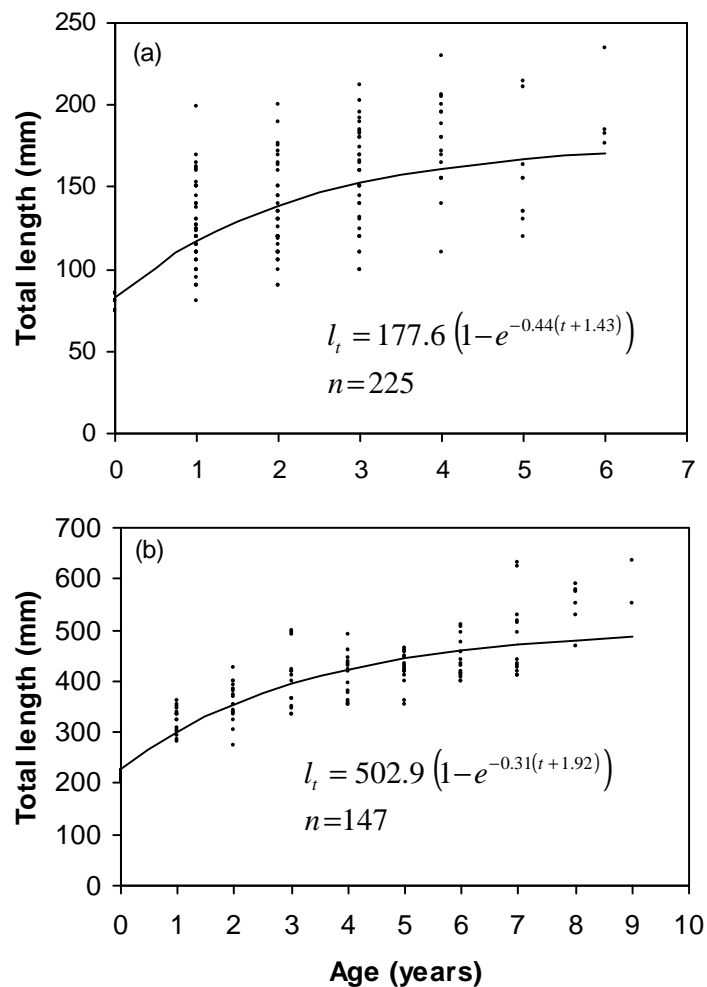 250
200
150
100
50
0
Total length (mm)
(a)
l_t = 177.6 (1−e^{−0.44(t+1.43)})
n=225
0 1 2 3 4 5 6 7
700
600
500
400
300
200
100
0
Total length (mm)
(b)
l_t = 502.9 (1−e^{−0.31(t+1.92)})
n=147
0 1 2 3 4 5 6 7 8 9 10
Age (years)